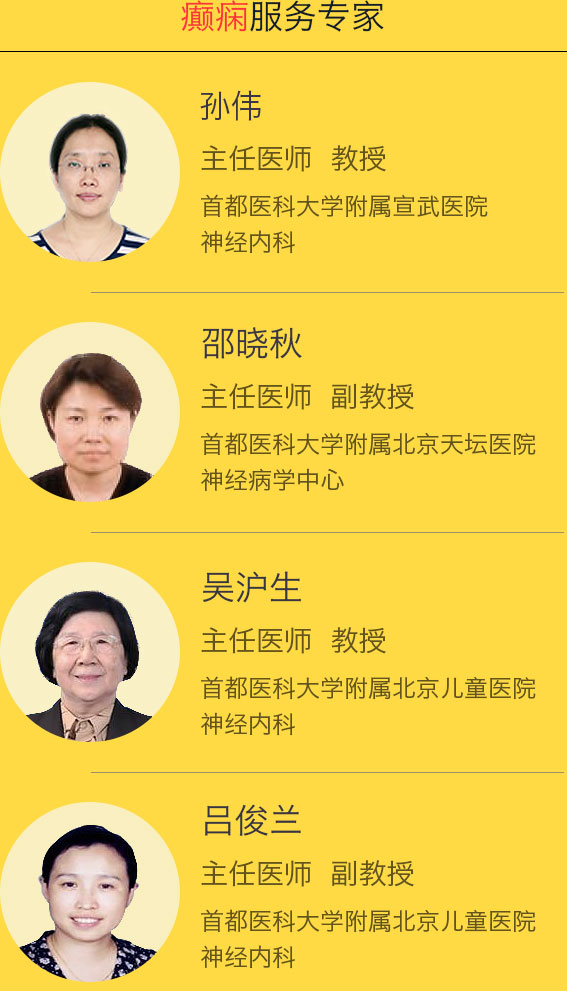 癫痫服务专家
孙伟
主任医师 教授
首都医科大学附属宣武医院
神经内科
邵晓秋
主任医师 副教授
首都医科大学附属北京天坛医院
神经病学中心
吴沪生
主任医师 教授
首都医科大学附属北京儿童医院
神经内科
吕俊兰
主任医师 副教授
首都医科大学附属北京儿童医院
神经内科